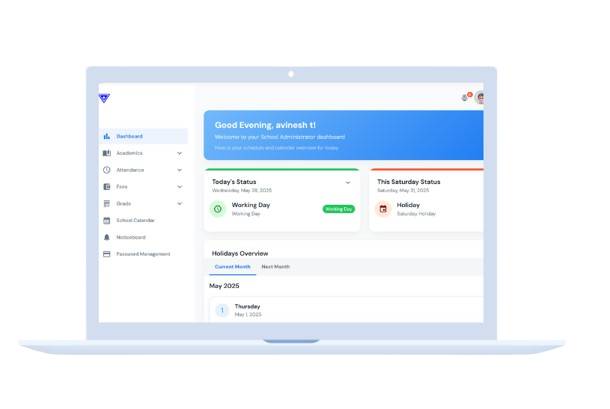 Good Evening, avinesh t!
Welcome to your School Administrator dashboard
Here is your schedule and calendar overview for today
Dashboard
Academics
Attendance
Fees
Grade
School Calendar
Noticeboard
Password Management
Today's Status
Wednesday, May 28, 2025
Working Day
Working Day
Working Day
This Saturday Status
Saturday, May 31, 2025
Holiday
Saturday Holiday
Holidays Overview
Current Month
Next Month
May 2025
1
Thursday
May 1, 2025